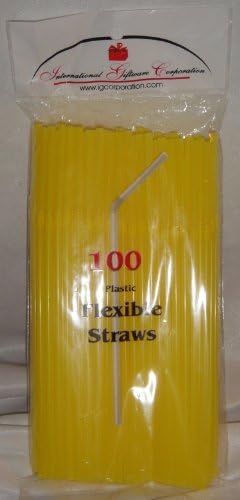 International Giftware Corporation
www.igcorporation.com
100
Plastic
Flexible
Straws